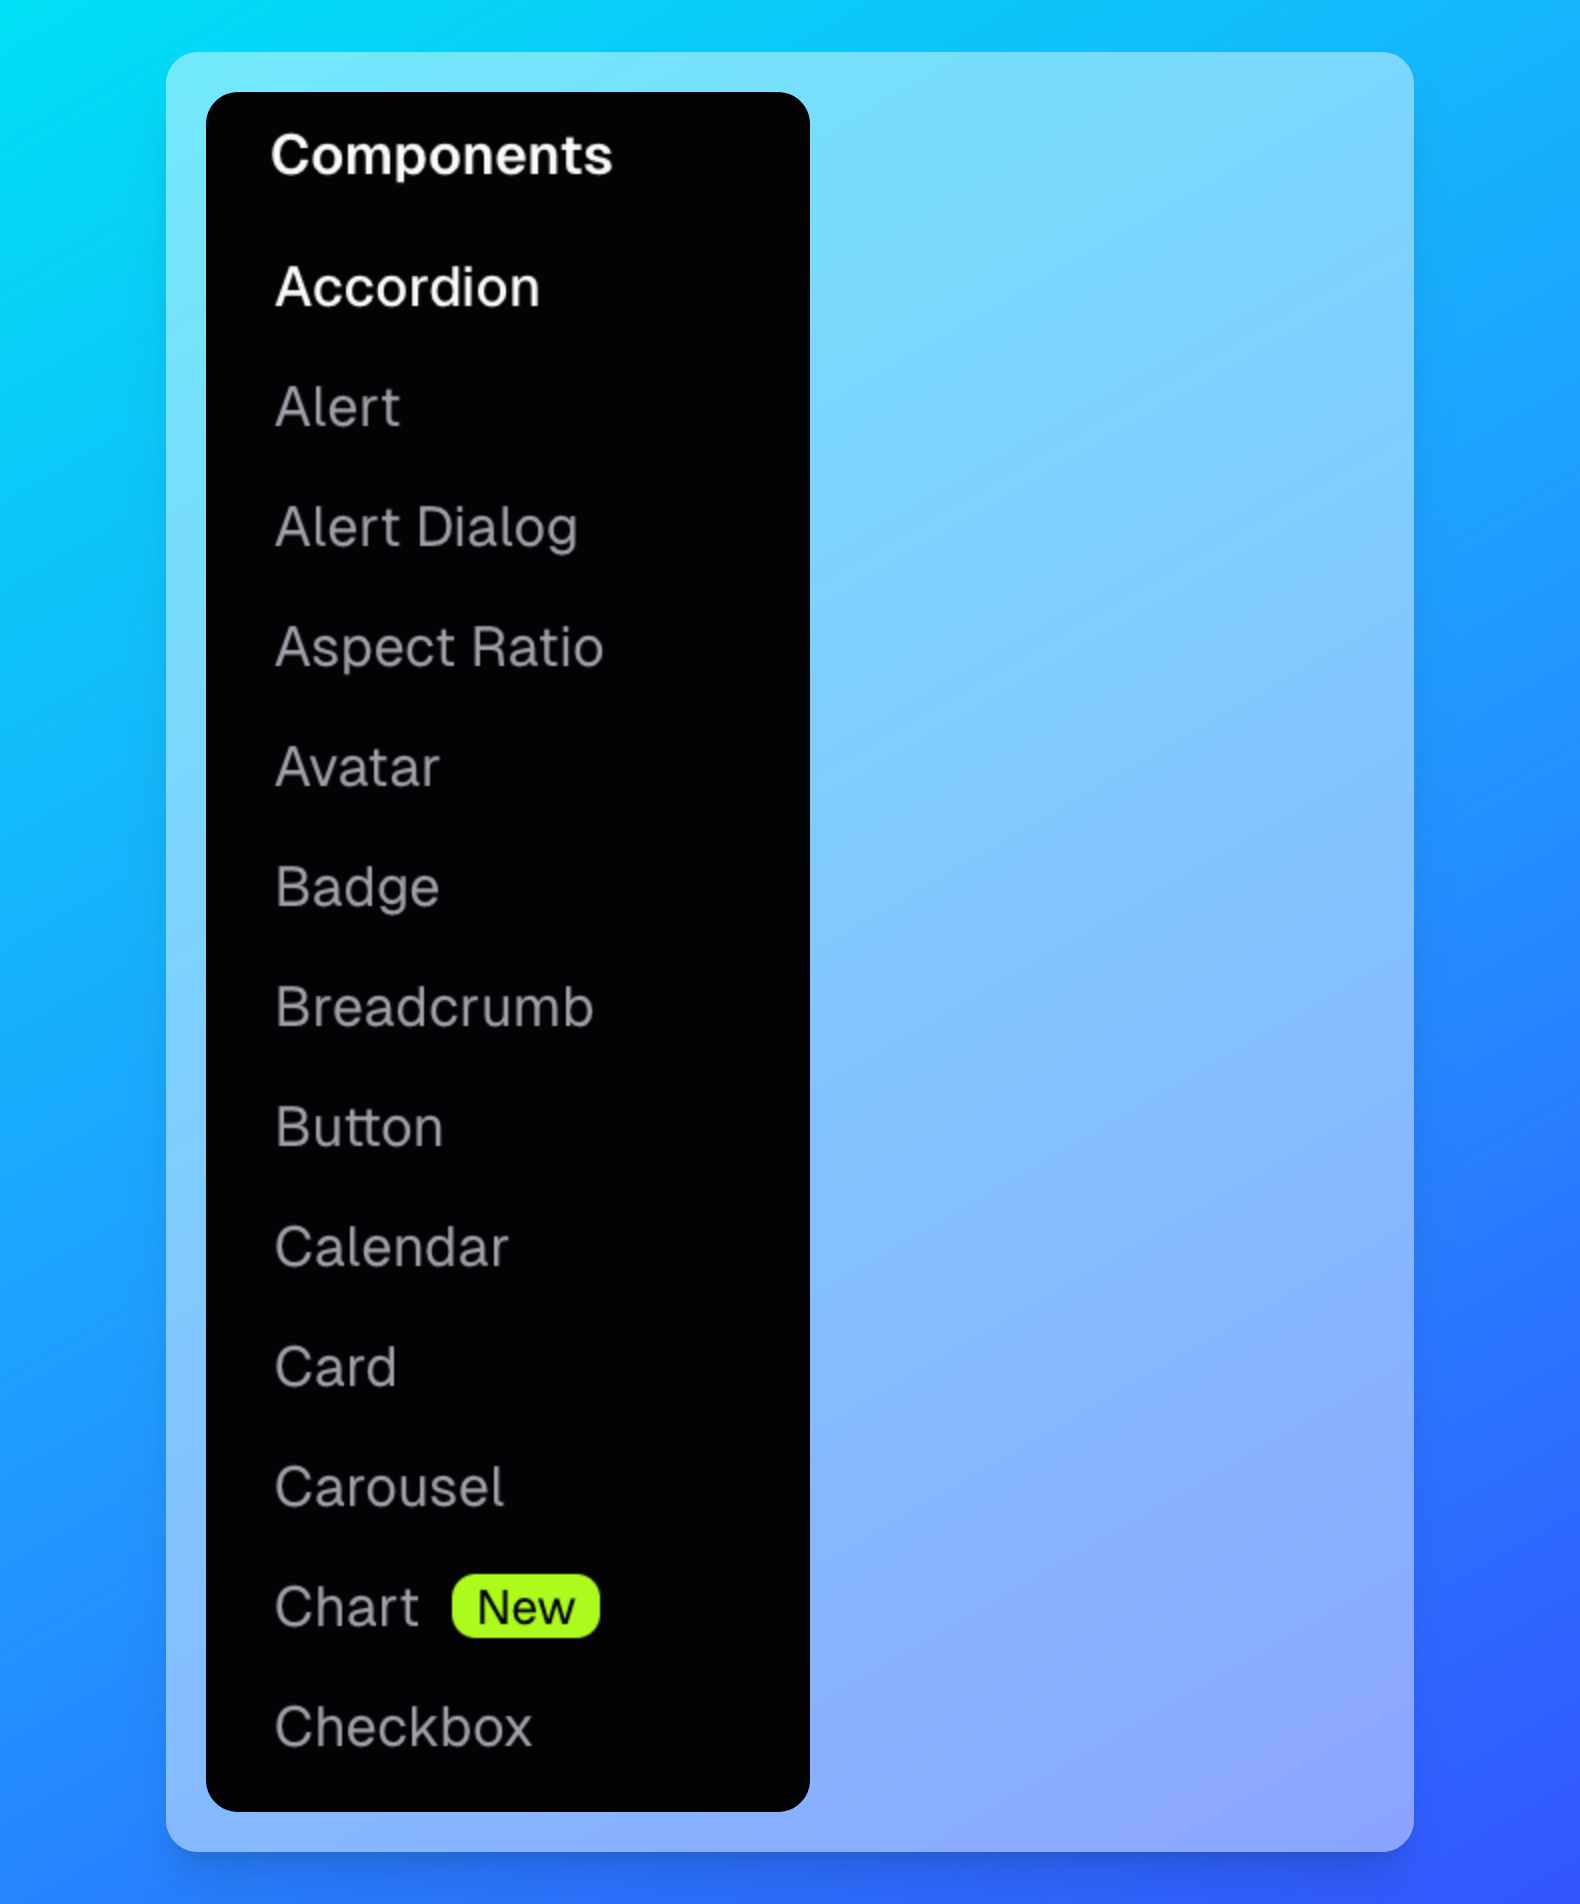 Components
Accordion
Alert
Alert Dialog
Aspect Ratio
Avatar
Badge
Breadcrumb
Button
Calendar
Card
Carousel
Chart New
Checkbox